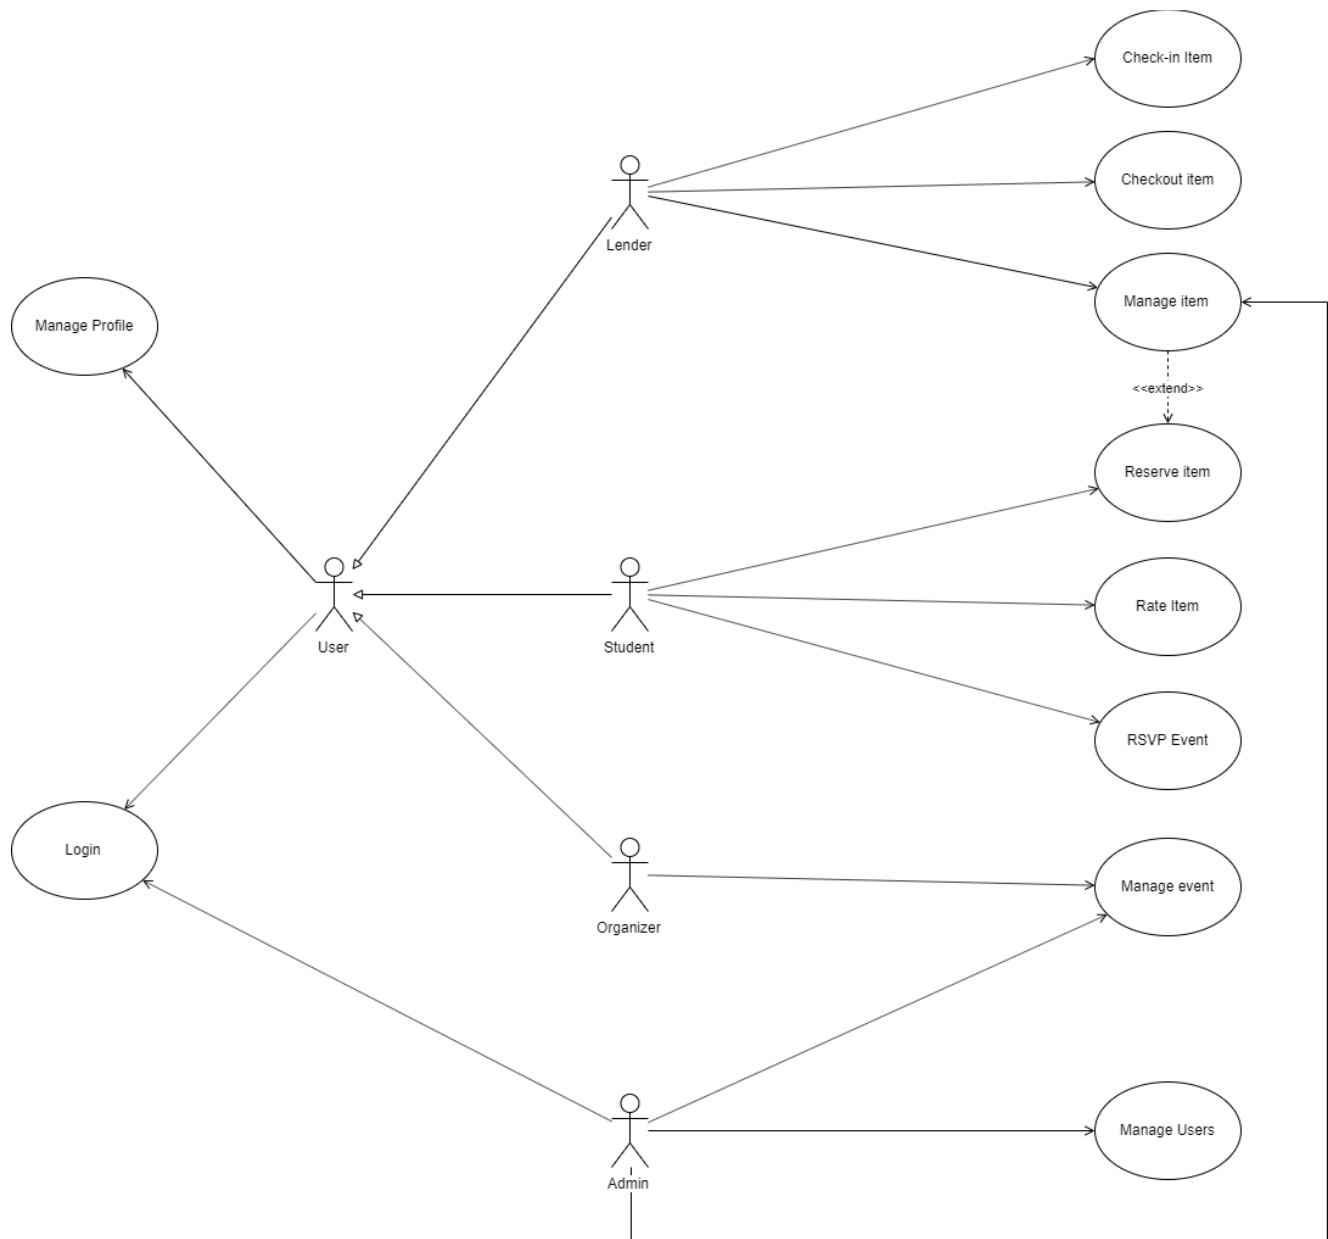 Check-in Item
Checkout item
Lender
Manage item
Manage Profile
<<extend>>
Reserve item
Rate Item
User
Student
RSVP Event
Login
Manage event
Organizer
Manage Users
Admin